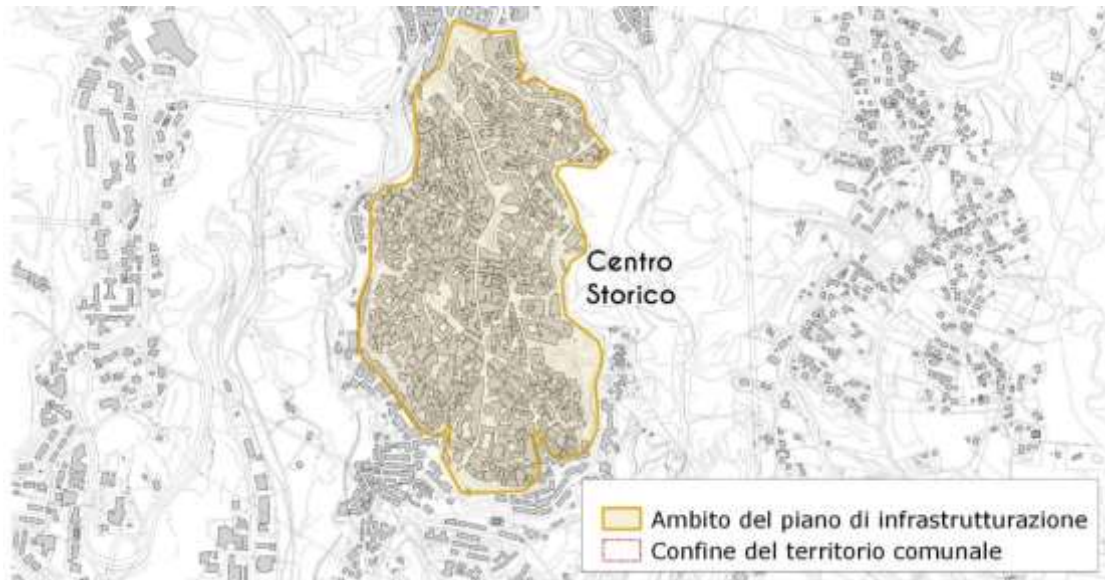 Centro
Storico
Ambito del piano di infrastrutturazione
Confine del territorio comunale